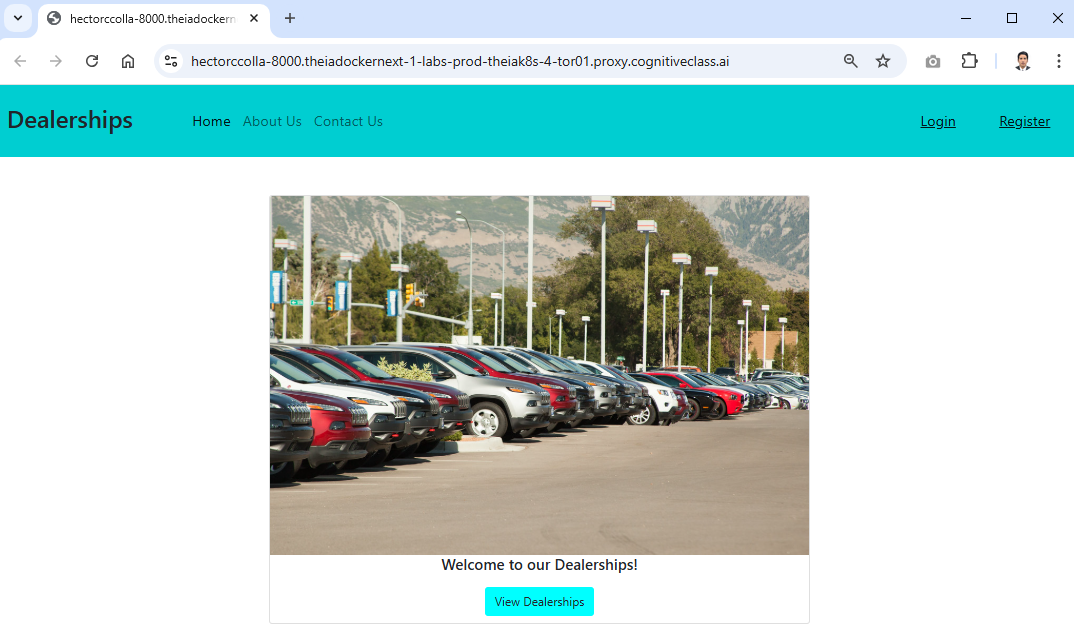 hectorccolla-8000.theiadockern
hectorccolla-8000.theiadockernext-1-labs-prod-theiak8s-4-tor01.proxy.cognitiveclass.ai
Dealerships Home About Us Contact Us Login Register
Welcome to our Dealerships!
View Dealerships